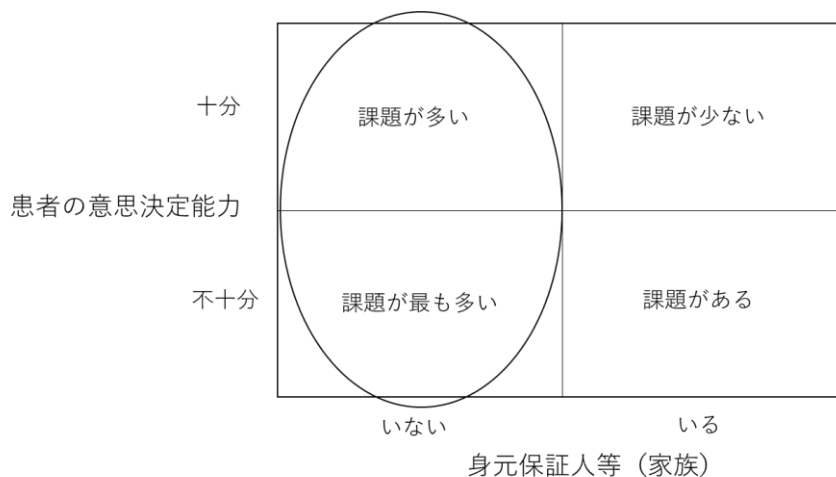 十分
課題が多い
課題が少ない
患者の意思決定能力
不十分
課題が最も多い
課題がある
いない
いる
身元保証人等（家族）